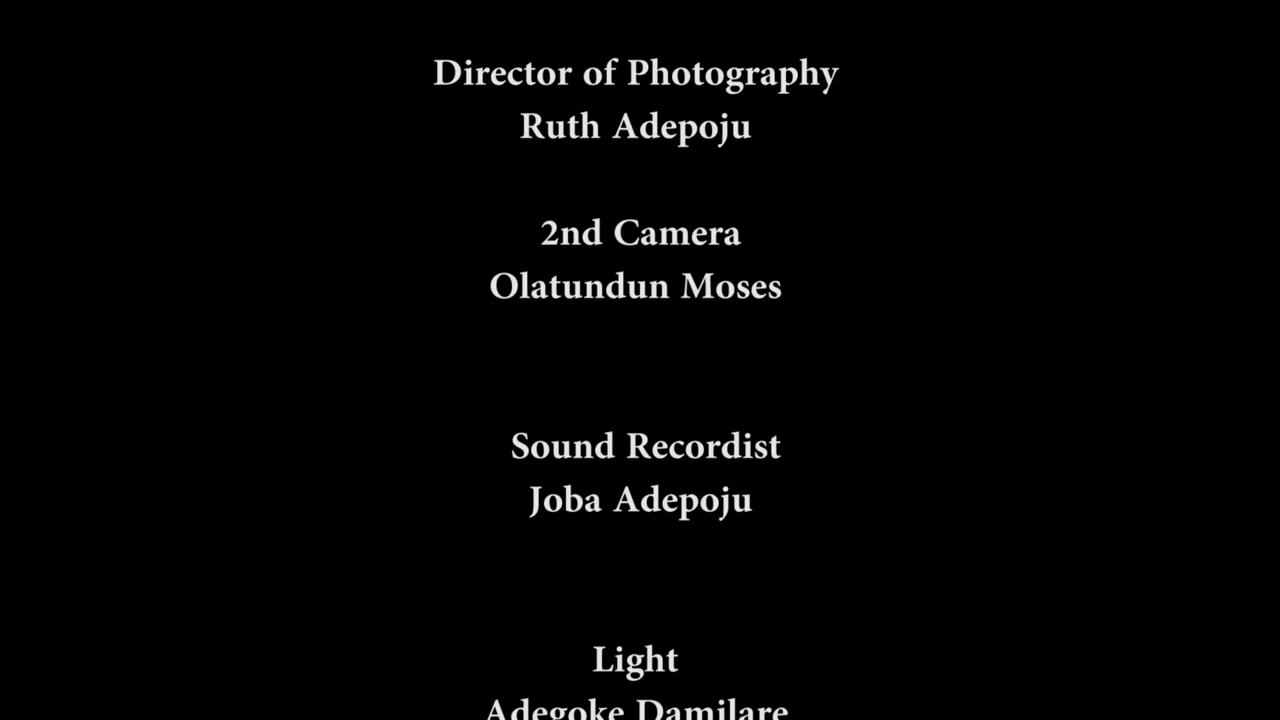 Director of Photography
Ruth Adepoju
2nd Camera
Olatundun Moses
Sound Recordist
Joba Adepoju
Light
Adegoke Damilare